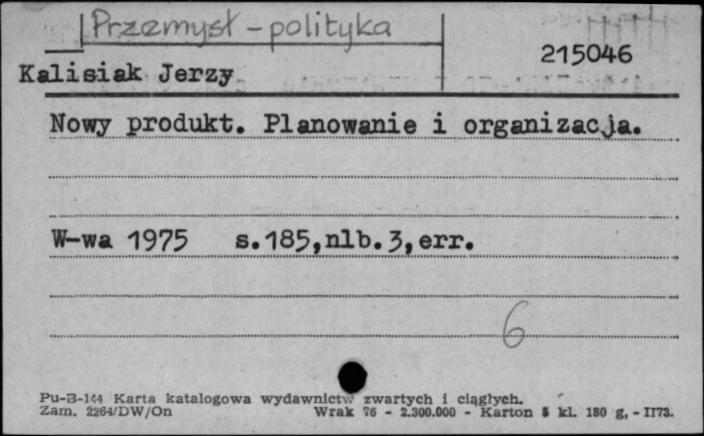 Przemysł - polityka
215046
Kalisiak Jerzy
Nowy produkt. Planowanie i organizacja.
W-wa 1975 s.185,nlb.3,err.
6
Pu-B-144 Karta katalogowa wydawnictw zwartych i ciągłych.
Zam. 2264/DW/On Wrak 76 - 2.300.000 - Karton 5 kl. 180 g, - II73.